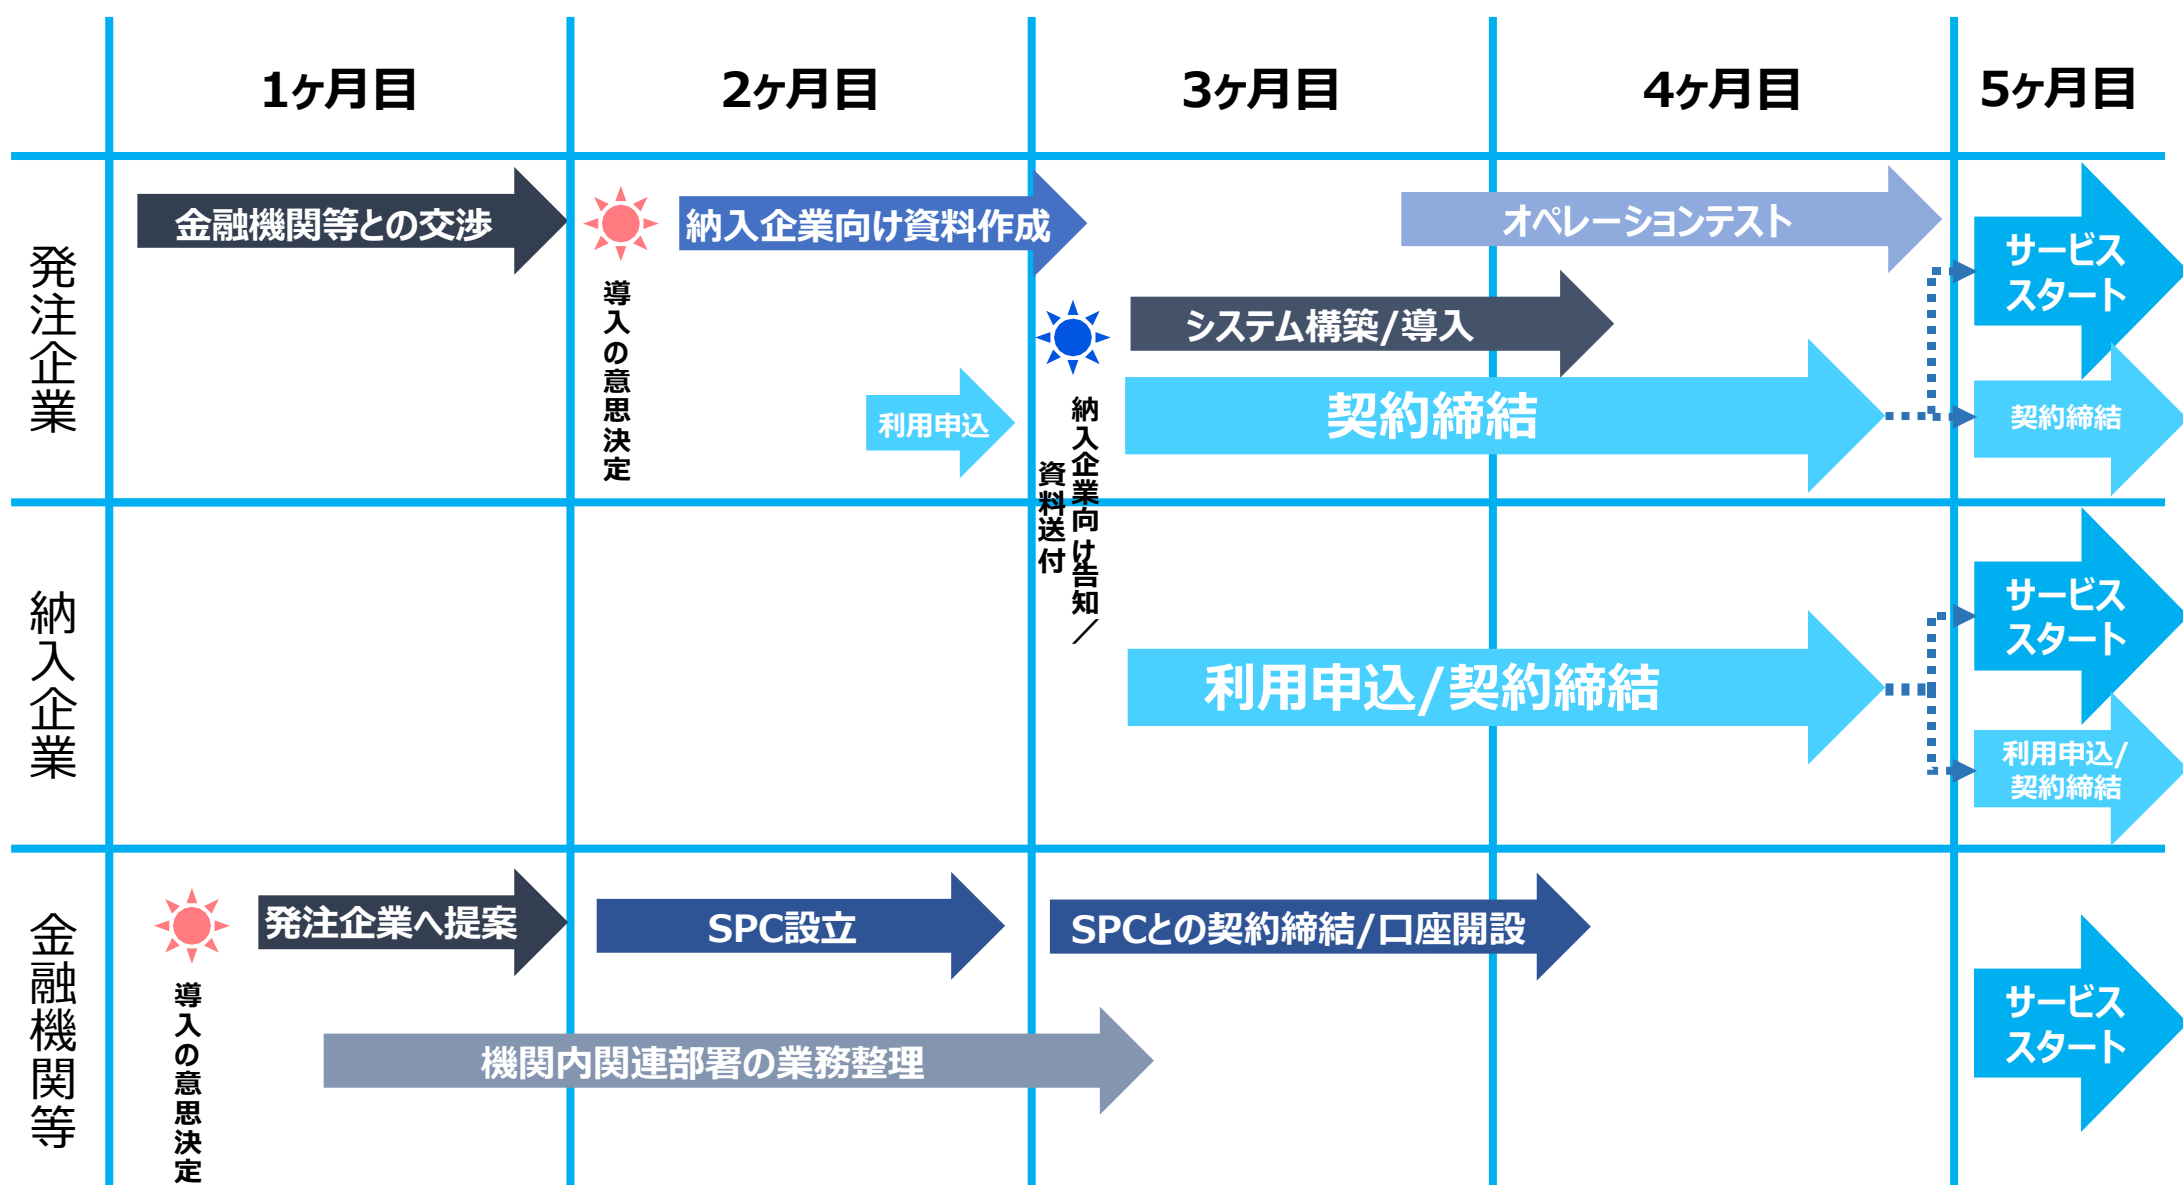 1ヶ月目
2ヶ月目
3ヶ月目
4ヶ月目
5ヶ月目
発注企業
金融機関等との交渉
導入の意思決定
納入企業向け資料作成
利用申込
納入企業向け告知／
資料送付
オペレーションテスト
システム構築/導入
契約締結
サービス
スタート
契約締結
納入企業
利用申込/契約締結
サービス
スタート
利用申込/
契約締結
金融機関等
導入の意思決定
発注企業へ提案
SPC設立
SPCとの契約締結/口座開設
機関内関連部署の業務整理
サービス
スタート